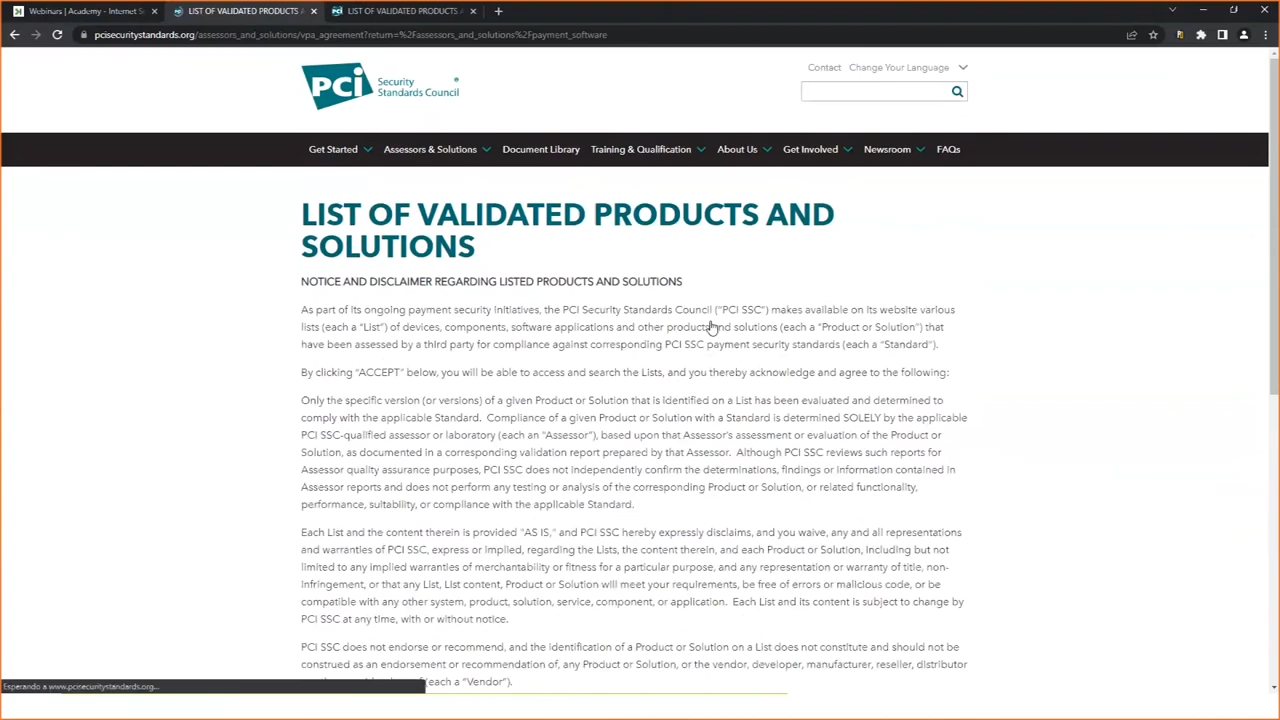 Webinars | Academy - Internet S
LIST OF VALIDATED PRODUCTS A
LIST OF VALIDATED PRODUCTS A
pcisecuritystandards.org/assessors_and_solutions/vpa_agreement?return=%2Fassessors_and_solutions%2Fpayment_software
PCI Security
Standards Council
Contact Change Your Language
Get Started Assessors & Solutions Document Library Training & Qualification About Us Get Involved Newsroom FAQs
LIST OF VALIDATED PRODUCTS AND
SOLUTIONS
NOTICE AND DISCLAIMER REGARDING LISTED PRODUCTS AND SOLUTIONS
As part of its ongoing payment security initiatives, the PCI Security Standards Council ("PCI SSC") makes available on its website various
lists (each a "List") of devices, components, software applications and other products and solutions (each a "Product or Solution") that
have been assessed by a third party for compliance against corresponding PCI SSC payment security standards (each a "Standard").
By clicking "ACCEPT" below, you will be able to access and search the Lists, and you thereby acknowledge and agree to the following:
Only the specific version (or versions) of a given Product or Solution that is identified on a List has been evaluated and determined to
comply with the applicable Standard. Compliance of a given Product or Solution with a Standard is determined SOLELY by the applicable
PCI SSC-qualified assessor or laboratory (each an "Assessor"), based upon that Assessor's assessment or evaluation of the Product or
Solution, as documented in a corresponding validation report prepared by that Assessor. Although PCI SSC reviews such reports for
Assessor quality assurance purposes, PCI SSC does not independently confirm the determinations, findings or information contained in
Assessor reports and does not perform any testing or analysis of the corresponding Product or Solution, or related functionality,
performance, suitability, or compliance with the applicable Standard.
Each List and the content therein is provided "AS IS," and PCI SSC hereby expressly disclaims, and you waive, any and all representations
and warranties of PCI SSC, express or implied, regarding the Lists, the content therein, and each Product or Solution, including but not
limited to any implied warranties of merchantability or fitness for a particular purpose, and any representation or warranty of title, non-
infringement, or that any List, List content, Product or Solution will meet your requirements, be free of errors or malicious code, or be
compatible with any other system, product, solution, service, component, or application. Each List and its content is subject to change by
PCI SSC at any time, with or without notice.
PCI SSC does not endorse or recommend, and the identification of a Product or Solution on a List does not constitute and should not be
construed as an endorsement or recommendation of, any Product or Solution, or the vendor, developer, manufacturer, reseller, distributor
(each a "Vendor").
Esperando a www.pcisecuritystandards.org...